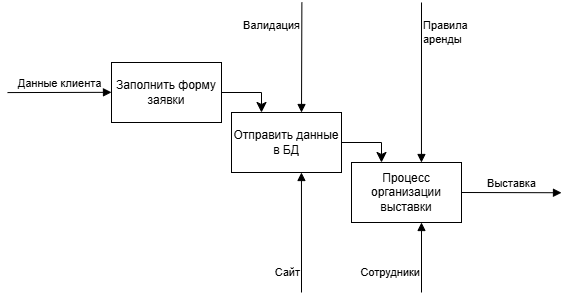 Валидация
Правила
аренды
Данные клиента
Заполнить форму
заявки
Отправить данные
в БД
Процесс
организации
выставки
Выставка
Сайт
Сотрудники